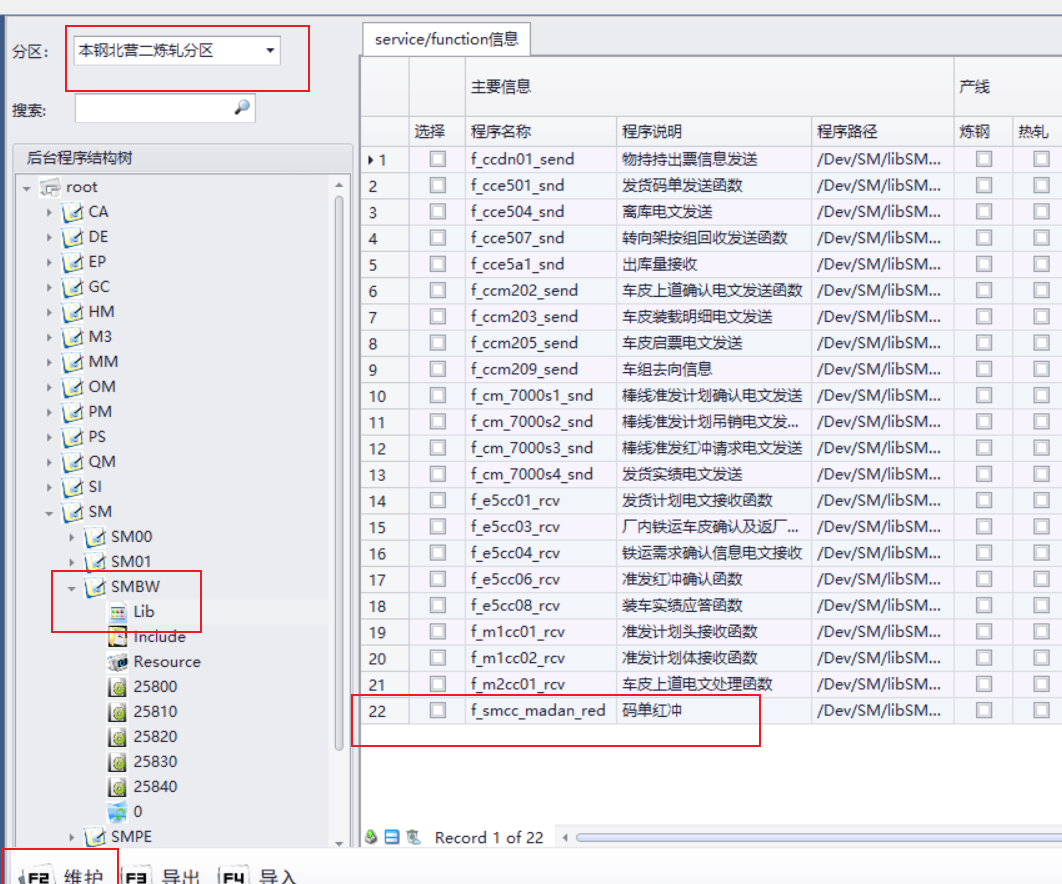 分区: 本钢北营二炼轧分区
搜索:
后台程序结构树
root
CA
DE
EP
GC
HM
M3
MM
OM
PM
PS
QM
SI
SM
SM00
SM01
SMBW
Lib
Include
Resource
25800
25810
25820
25830
25840
0
SMPE
service/function信息
主要信息 产线
选择 程序名称 程序说明 程序路径 炼钢 热轧
1 f_ccdn01_send 物持持出票信息发送 /Dev/SM/libSM...
2 f_cce501_snd 发货码单发送函数 /Dev/SM/libSM...
3 f_cce504_snd 离库电文发送 /Dev/SM/libSM...
4 f_cce507_snd 转向架按组回收发送函数 /Dev/SM/libSM...
5 f_cce5a1_snd 出库量接收 /Dev/SM/libSM...
6 f_ccm202_send 车皮上道确认电文发送函数 /Dev/SM/libSM...
7 f_ccm203_send 车皮装载明细电文发送 /Dev/SM/libSM...
8 f_ccm205_send 车皮启票电文发送 /Dev/SM/libSM...
9 f_ccm209_send 车组去向信息 /Dev/SM/libSM...
10 f_cm_7000s1_snd 棒线准发计划确认电文发送 /Dev/SM/libSM...
11 f_cm_7000s2_snd 棒线准发计划吊销电文发... /Dev/SM/libSM...
12 f_cm_7000s3_snd 棒线准发红冲请求电文发送 /Dev/SM/libSM...
13 f_cm_7000s4_snd 发货实绩电文发送 /Dev/SM/libSM...
14 f_e5cc01_rcv 发货计划电文接收函数 /Dev/SM/libSM...
15 f_e5cc03_rcv 厂内铁运车皮确认及返厂... /Dev/SM/libSM...
16 f_e5cc04_rcv 铁运需求确认信息电文接收 /Dev/SM/libSM...
17 f_e5cc06_rcv 准发红冲确认函数 /Dev/SM/libSM...
18 f_e5cc08_rcv 装车实绩应答函数 /Dev/SM/libSM...
19 f_m1cc01_rcv 准发计划头接收函数 /Dev/SM/libSM...
20 f_m1cc02_rcv 准发计划体接收函数 /Dev/SM/libSM...
21 f_m2cc01_rcv 车皮上道电文处理函数 /Dev/SM/libSM...
22 f_smcc_madan_red 码单红冲 /Dev/SM/libSM...
Record 1 of 22
F2 维护 F3 导出 F4 导入